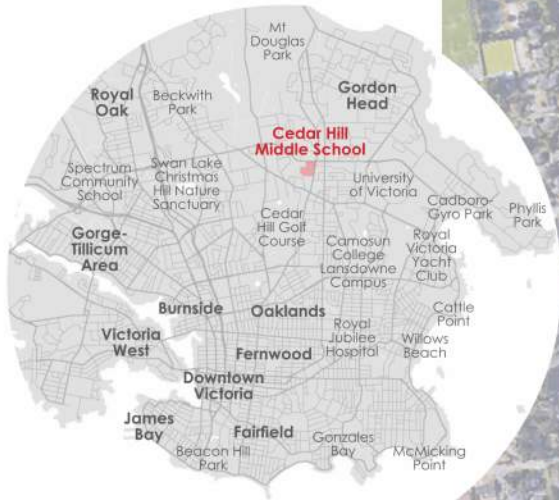 Mt
Douglas
Park
Gordon
Head
Royal
Oak
Beckwith
Park
Cedar Hill
Middle School
Spectrum
Community
School
Swan Lake
Christmas
Hill Nature
Sanctuary
University
of Victoria
Cadboro-
Gyro Park
Phyllis
Park
Cedar
Hill Golf
Course
Gorge-
Tillicum
Area
Camosun
College
Lansdowne
Campus
Royal
Victoria
Yacht
Club
Burnside
Oaklands
Cattle
Point
Victoria
West
Royal
Jubilee
Hospital
Willows
Beach
Fernwood
Downtown
Victoria
James
Bay
Fairfield
Beacon Hill
Park
Gonzales
Bay
McMicking
Point